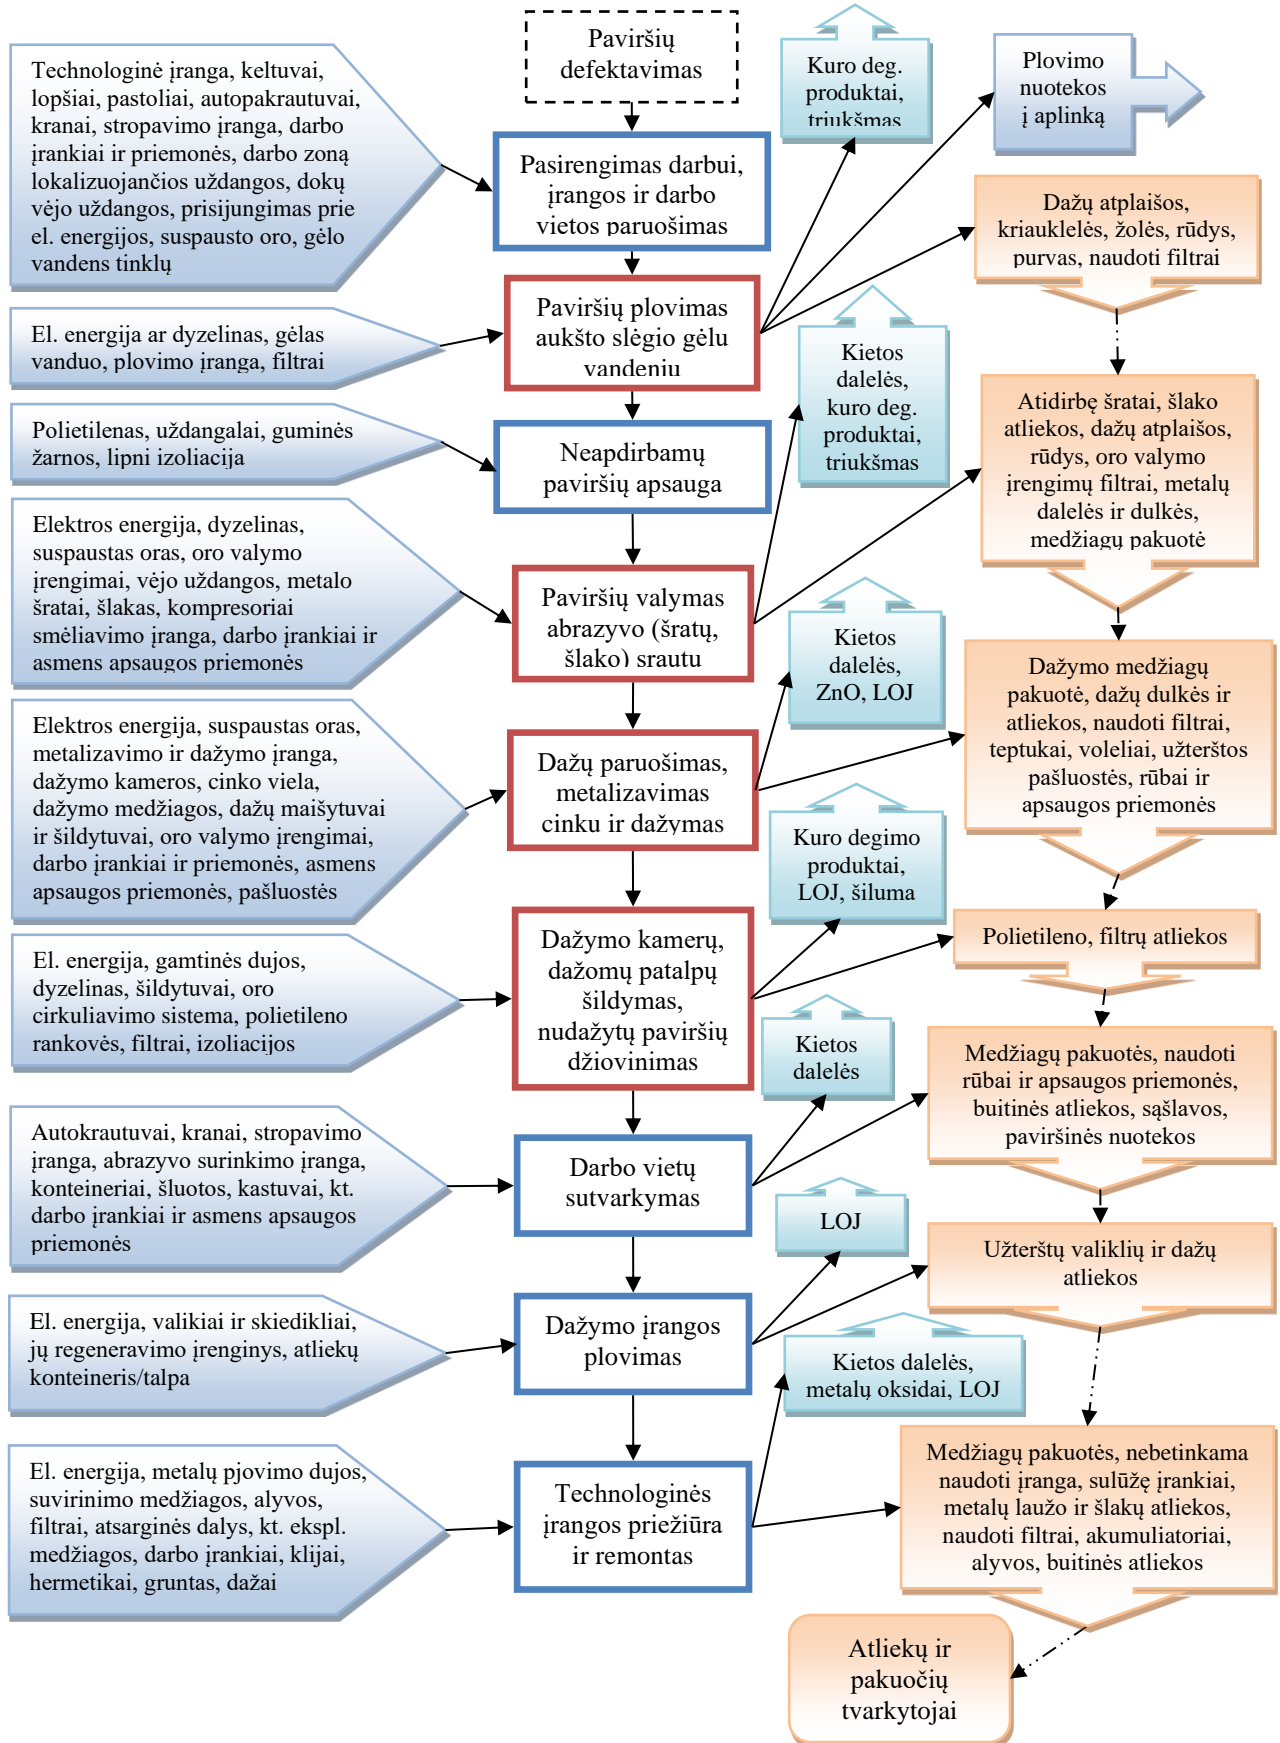 Paviršių
defektavimas
Kuro deg.
produktai,
triukšmas
Plovimo
nuotekos
į aplinką
Technologinė įranga, keltuvai,
lopšiai, pastoliai, autopakrautuvai,
kranai, stropavimo įranga, darbo
įrankiai ir priemonės, darbo zoną
lokalizuojančios uždangos, dokų
vėjo uždangos, prisijungimas prie
el. energijos, suspausto oro, gėlo
vandens tinklų
Pasirengimas darbui,
įrangos ir darbo
vietos paruošimas
Dažų atplaišos,
kriauklelės, žolės, rūdys,
purvas, naudoti filtrai
El. energija ar dyzelinas, gėlas
vanduo, plovimo įranga, filtrai
Paviršių plovimas
aukšto slėgio gėlu
vandeniu
Kietos
dalelės,
kuro deg.
produktai,
triukšmas
Polietilenas, uždangalai, guminės
žarnos, lipni izoliacija
Neapdirbamų
paviršių apsauga
Atidirbę šratai, šlako
atliekos, dažų atplaišos,
rūdys, oro valymo
įrengimų filtrai, metalų
dalelės ir dulkės,
medžiagų pakuotė
Elektros energija, dyzelinas,
suspaustas oras, oro valymo
įrengimai, vėjo uždangos, metalo
šratai, šlakas, kompresoriai
smėliavimo įranga, darbo įrankiai ir
asmens apsaugos priemonės
Paviršių valymas
abrazyvo (šratų,
šlako) srautu
Kietos
dalelės,
ZnO, LOJ
Dažymo medžiagų
pakuotė, dažų dulkės ir
atliekos, naudoti filtrai,
teptukai, voleliai, užterštos
pašluostės, rūbai ir
apsaugos priemonės
Elektros energija, suspaustas oras,
metalizavimo ir dažymo įranga,
dažymo kameros, cinko viela,
dažymo medžiagos, dažų maišytuvai
ir šildytuvai, oro valymo įrengimai,
darbo įrankiai ir priemonės, asmens
apsaugos priemonės, pašluostės
Dažų paruošimas,
metalizavimas
cinku ir dažymas
Kuro degimo
produktai,
LOJ, šiluma
Polietileno, filtrų atliekos
El. energija, gamtinės dujos,
dyzelinas, šildytuvai, oro
cirkuliavimo sistema, polietileno
rankovės, filtrai, izoliacijos
Dažymo kamerų,
dažomų patalpų
šildymas,
nudažytų paviršių
džiovinimas
Kietos
dalelės
Medžiagų pakuotės, naudoti
rūbai ir apsaugos priemonės,
buitinės atliekos, sąšlavos,
paviršinės nuotekos
Autokrautuvai, kranai, stropavimo
įranga, abrazyvo surinkimo įranga,
konteineriai, šluotos, kastuvai, kt.
darbo įrankiai ir asmens apsaugos
priemonės
Darbo vietų
sutvarkymas
LOJ
Užterštų valiklių ir dažų
atliekos
El. energija, valikiai ir skiedikliai,
jų regeneravimo įrenginys, atliekų
konteineris/talpa
Dažymo įrangos
plovimas
Kietos dalelės,
metalų oksidai, LOJ
El. energija, metalų pjovimo dujos,
suvirinimo medžiagos, alyvos,
filtrai, atsarginės dalys, kt. ekspl.
medžiagos, darbo įrankiai, klijai,
hermetikai, gruntas, dažai
Technologinės
įrangos priežiūra
ir remontas
Medžiagų pakuotės, nebetinkama
naudoti įranga, sulūžę įrankiai,
metalų laužo ir šlakų atliekos,
naudoti filtrai, akumuliatoriai,
alyvos, buitinės atliekos
Atliekų ir
pakuočių
tvarkytojai